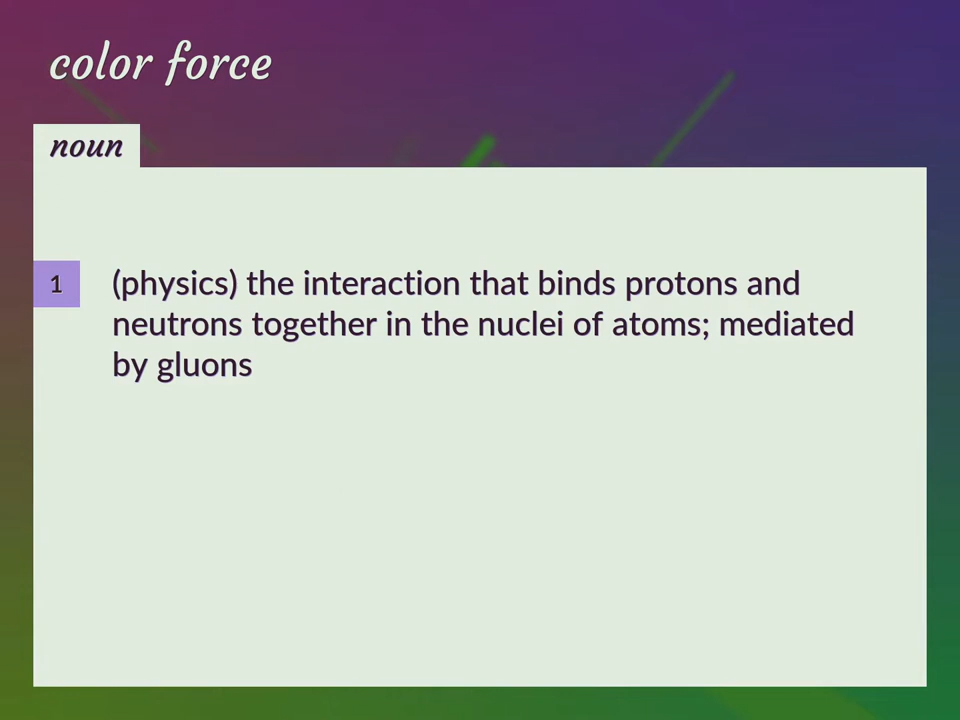 color force
noun
1 (physics) the interaction that binds protons and
neutrons together in the nuclei of atoms; mediated
by gluons